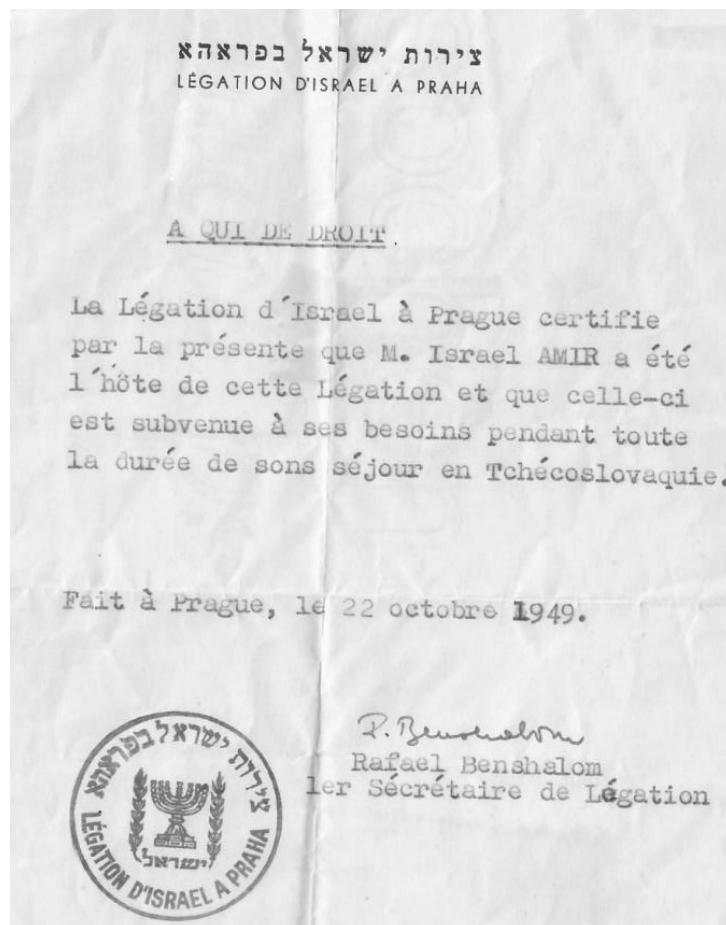 צירות ישראל בפראהא
LÉGATION D'ISRAEL A PRAHA
A QUI DE DROIT.
La Légation d´Israel à Prague certifie
par la présente que M. Israel AMIR a été
l´hôte de cette Légation et que celle-ci
est subvenue à ses besoins pendant toute
la durée de sons séjour en Tchécoslovaquie.
Fait à Prague, le 22 octobre 1949.
R. Benshalom
Rafael Benshalom
1er Sécrétaire de Légation
צירות ישראל בפראהא
ישראל
LÉGATION D'ISRAEL A PRAHA